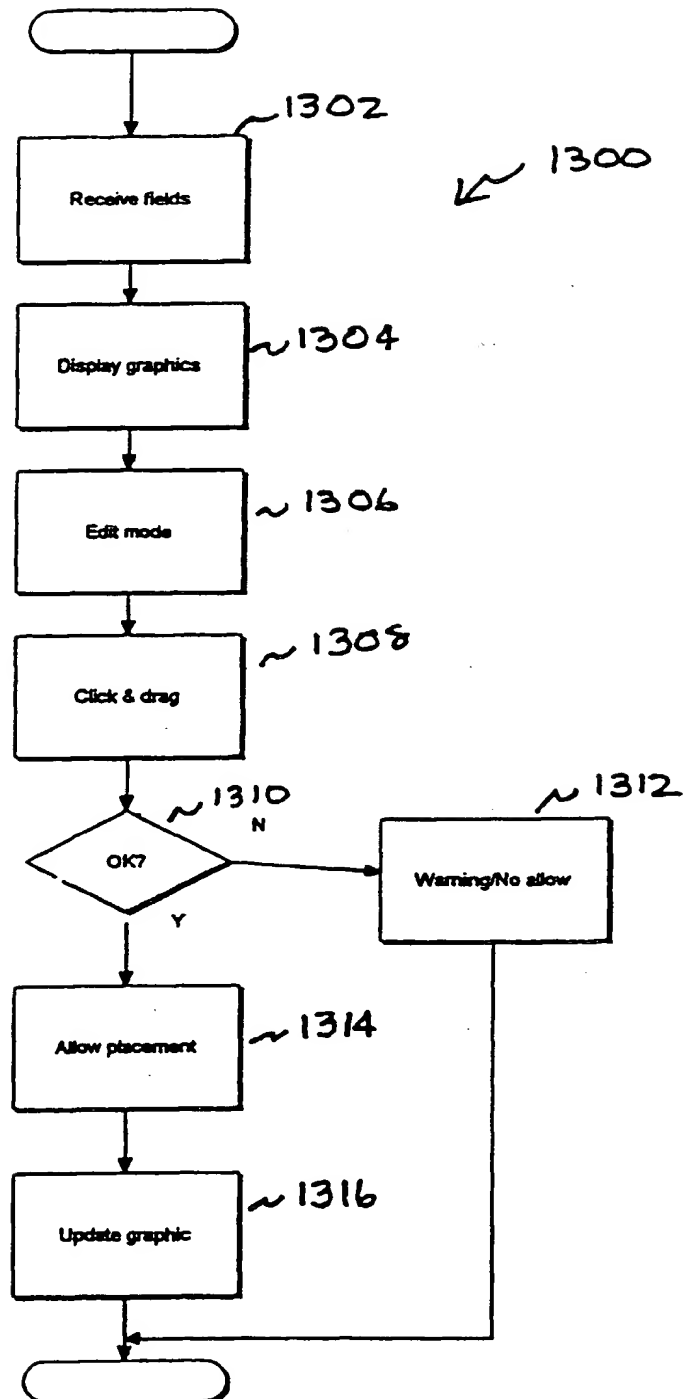 1302
1300
Receive fields
1304
Display graphics
1306
Edit mode
1308
Click & drag
1310
1312
N
OK?
Warning/No allow
Y
1314
Allow placement
1316
Update graphic